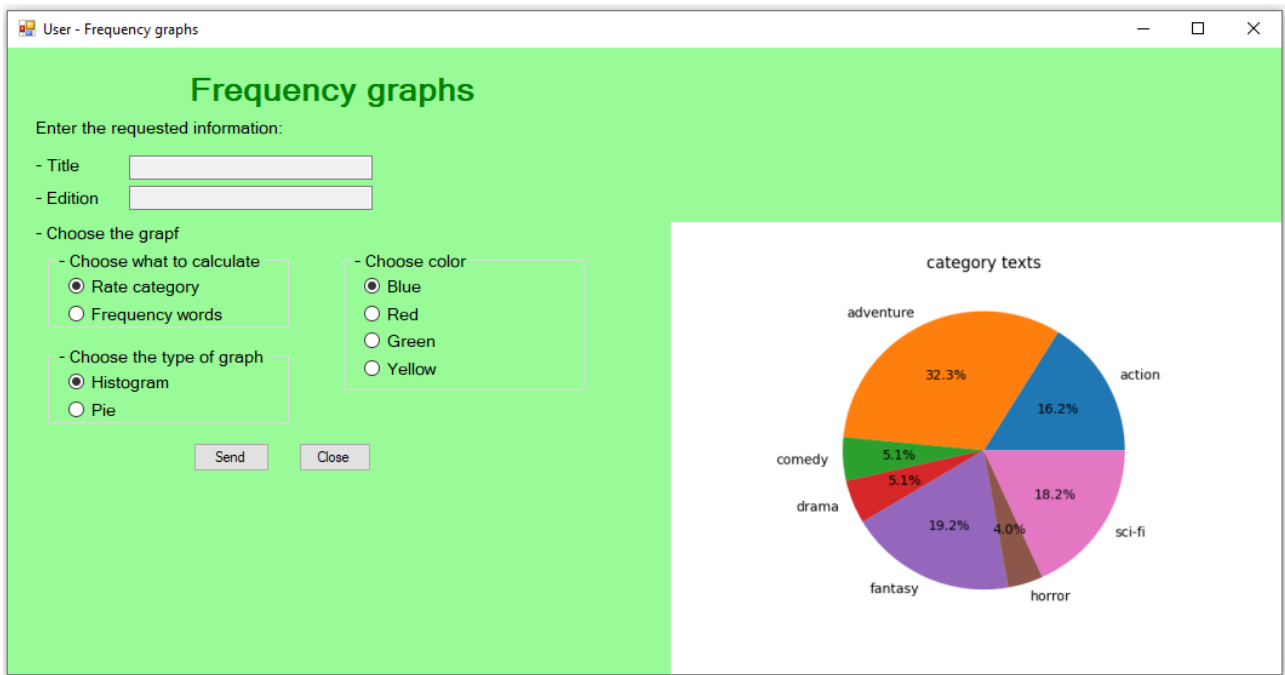 User - Frequency graphs
Frequency graphs
Enter the requested information:
- Title
- Edition
- Choose the grapf
- Choose what to calculate
Rate category
Frequency words
- Choose the type of graph
Histogram
Pie
- Choose color
Blue
Red
Green
Yellow
Send
Close
category texts
adventure
32.3%
action
16.2%
comedy
5.1%
5.1%
drama
19.2%
fantasy
4.0%
horror
18.2%
sci-fi